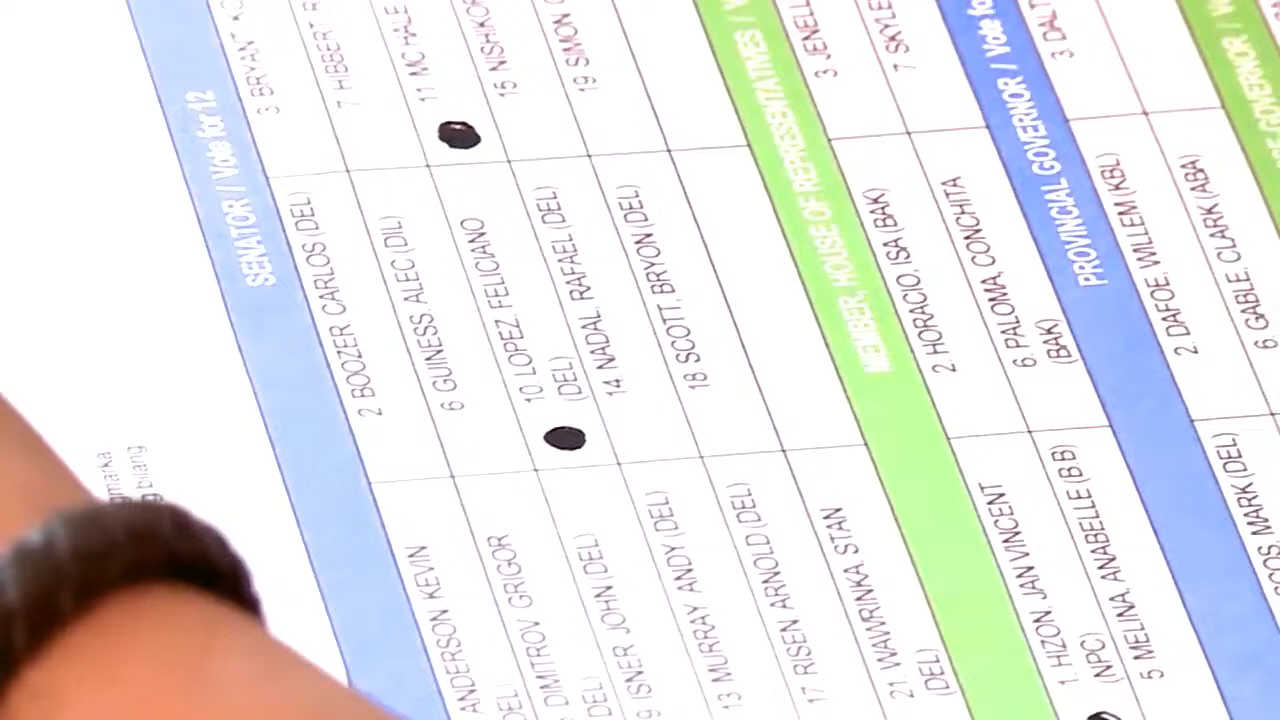 SENATOR / Vote for 12
ANDERSON KEVIN
2 BOOZER CARLOS (DEL)
3 BRYANT
DIMITROV GRIGOR
6 GUINESS, ALEC (DIL)
7 HIBBERT
9 ISNER JOHN (DEL)
10 LOPEZ, FELICIANO
(DEL)
11 MCHALE
13 MURRAY ANDY (DEL)
14. NADAL, RAFAEL (DEL)
15 NISHIKO
17 RISEN ARNOLD (DEL)
18 SCOTT, BRYON (DEL)
19 SIMON
21. WAWRINKA STAN
(DEL)
MEMBER, HOUSE OF REPRESENTATIVES /
1. HIZON, JAN VINCENT
(NPC)
2 HORACIO, ISA (BAK)
3 JENELL
5 MELINA, ANABELLE (B.B)
6. PALOMA, CONCHITA
(BAK)
7 SKYLE
PROVINCIAL GOVERNOR / Vote fo
2. DAFOE, WILLEM (KBL)
3 DALT
MARK (DEL)
6 GABLE, CLARK (ABA)
GOVERNOR /
bilang